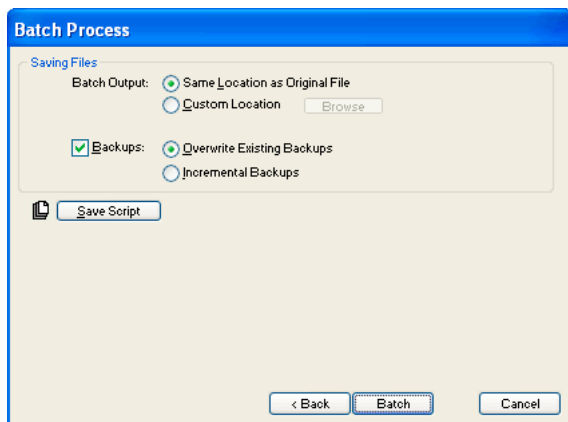 Batch Process
Saving Files
Batch Output: Same Location as Original File
Custom Location Browse
Backups: Overwrite Existing Backups
Incremental Backups
Save Script
< Back Batch Cancel